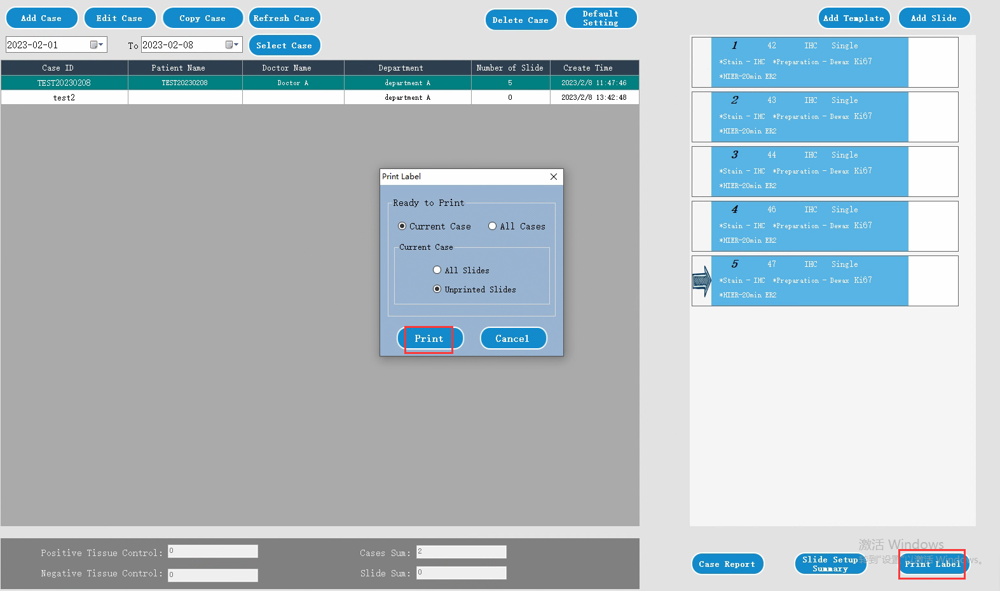 Add Case Edit Case Copy Case Refresh Case Delete Case Default Setting Add Template Add Slide
2023-02-01 To 2023-02-08 Select Case
Case ID Patient Name Doctor Name Department Number of Slide Create Time
TEST20230208 TEST20230208 Doctor A department A 5 2023/2/8 11:47:46
test2 department A 0 2023/2/8 13:42:48
1 42 IHC Single
*Stain - IHC *Preparation - Dewax Ki67
*HIER-20min ER2
2 43 IHC Single
*Stain - IHC *Preparation - Dewax Ki67
*HIER-20min ER2
3 44 IHC Single
*Stain - IHC *Preparation - Dewax Ki67
*HIER-20min ER2
4 46 IHC Single
*Stain - IHC *Preparation - Dewax Ki67
*HIER-20min ER2
5 47 IHC Single
*Stain - IHC *Preparation - Dewax Ki67
*HIER-20min ER2
Print Label
Ready to Print
Current Case All Cases
Current Case
All Slides
Unprinted Slides
Print Cancel
Positive Tissue Control: 0 Cases Sum: 2
Negative Tissue Control: 0 Slide Sum: 0
激活 Windows
转到"设置"以激活 Windows。
Case Report Slide Setup Summary Print Label